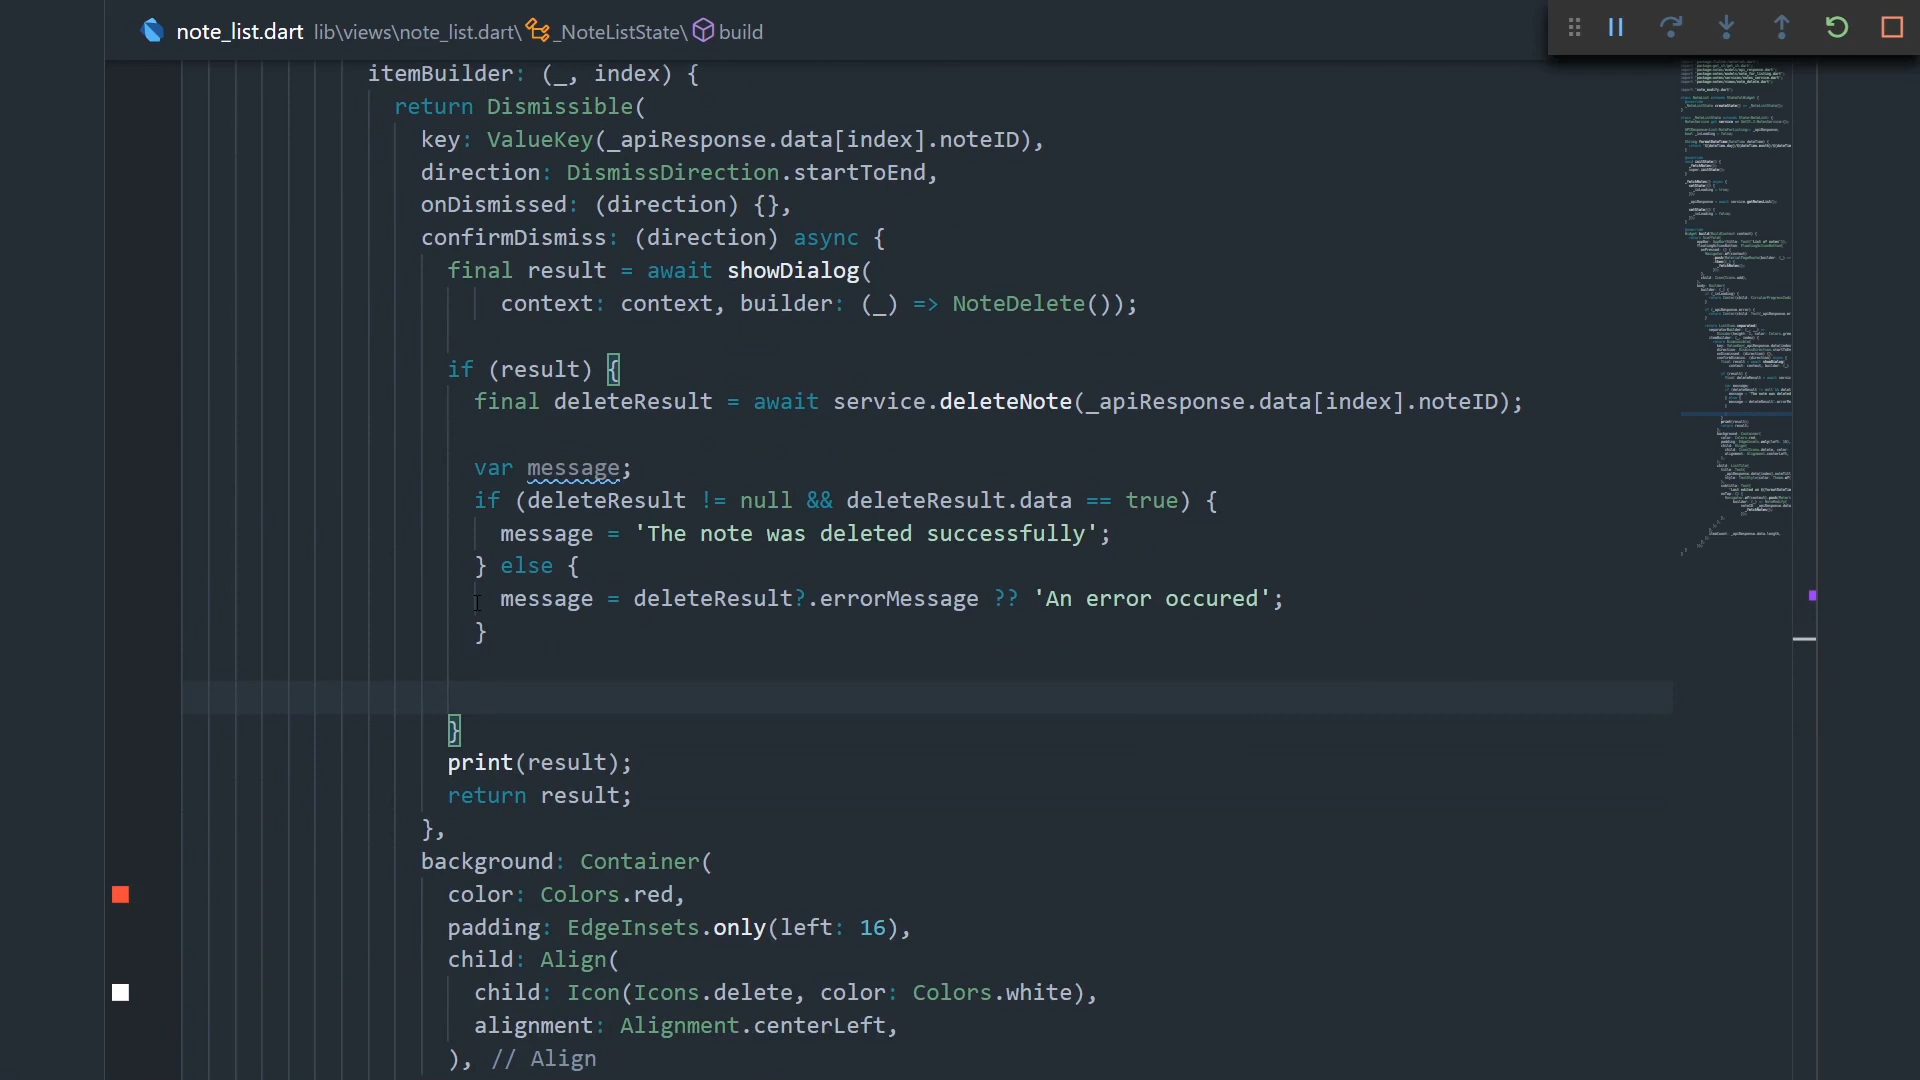 note_list.dart lib\views\note_list.dart\ _NoteListState\ build
itemBuilder: (_, index) {
return Dismissible(
key: ValueKey(_apiResponse.data[index].noteID),
direction: DismissDirection.startToEnd,
onDismissed: (direction) {},
confirmDismiss: (direction) async {
final result = await showDialog(
context: context, builder: (_) => NoteDelete());
if (result) {
final deleteResult = await service.deleteNote(_apiResponse.data[index].noteID);
var message;
if (deleteResult != null && deleteResult.data == true) {
message = 'The note was deleted successfully';
} else {
message = deleteResult?.errorMessage ?? 'An error occured';
}
}
print(result);
return result;
},
background: Container(
color: Colors.red,
padding: EdgeInsets.only(left: 16),
child: Align(
child: Icon(Icons.delete, color: Colors.white),
alignment: Alignment.centerLeft,
), // Align